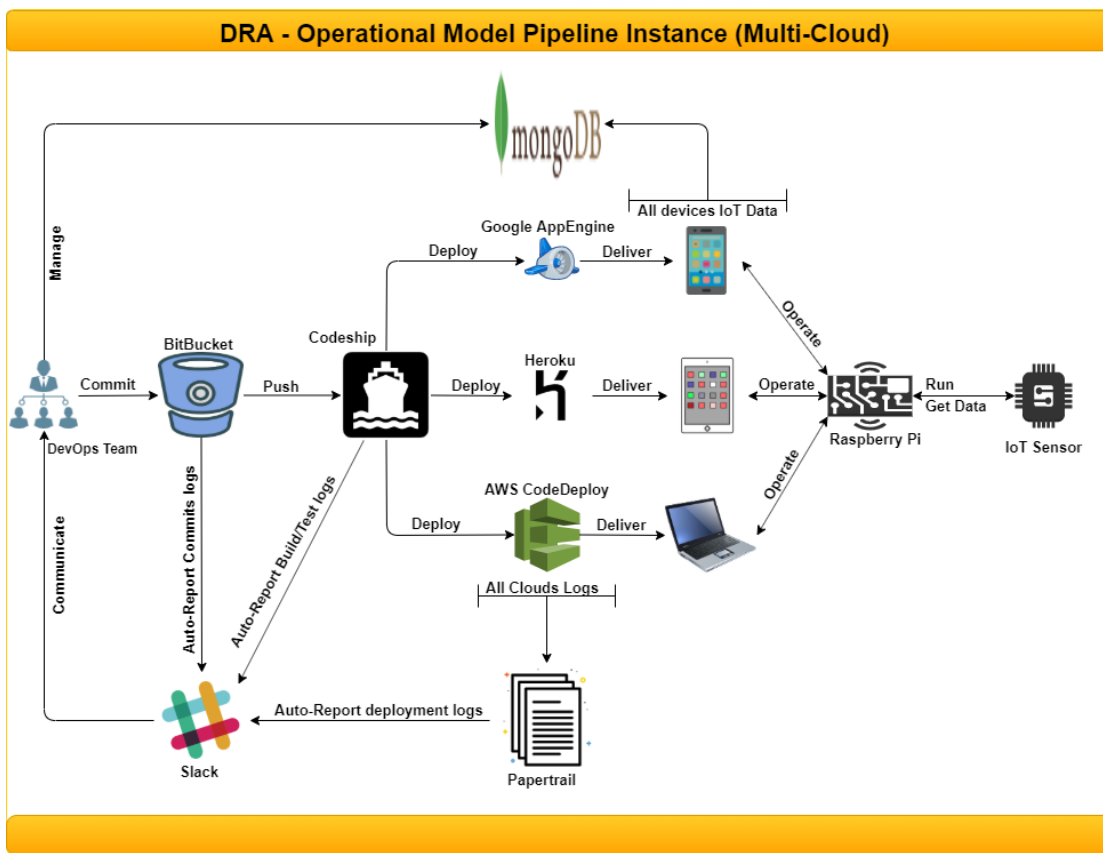 DRA - Operational Model Pipeline Instance (Multi-Cloud)
mongoDB
All devices IoT Data
Google AppEngine
Deploy
Deliver
Manage
Operate
BitBucket
Codeship
Heroku
Commit
Push
Deploy
Deliver
Operate
Run
Get Data
DevOps Team
Raspberry Pi
IoT Sensor
Operate
AWS CodeDeploy
Deploy
Deliver
Communicate
Auto-Report Commits logs
Auto-Report Build/Test logs
All Clouds Logs
Auto-Report deployment logs
Slack
Papertrail